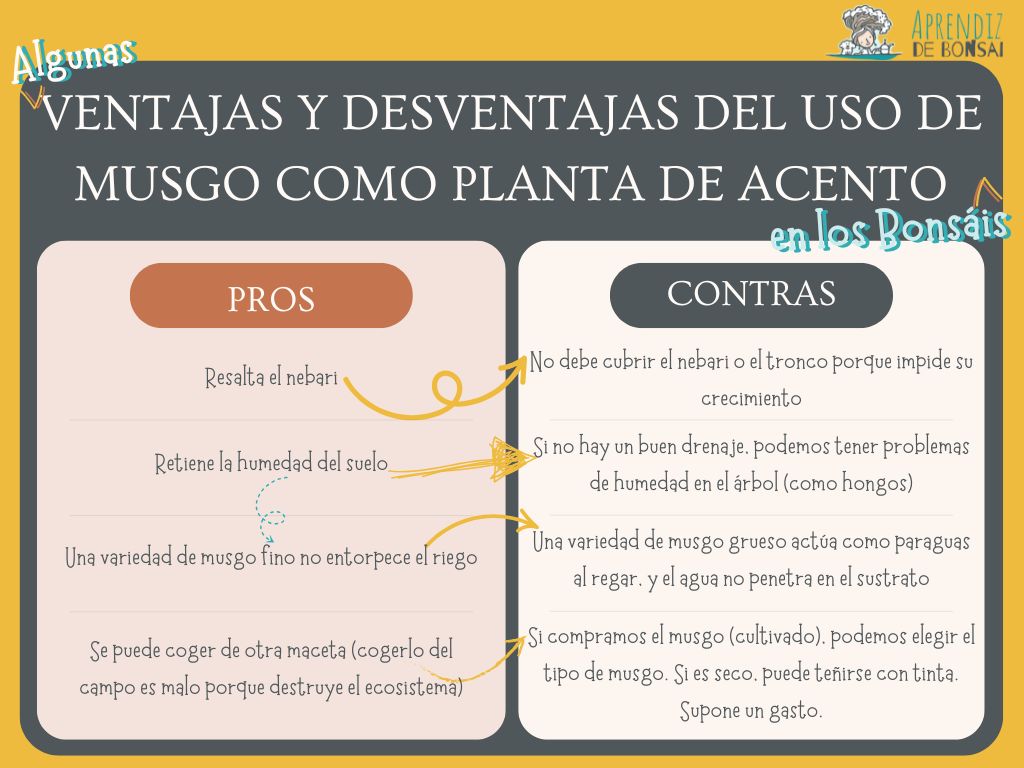 APRENDIZ
DE BONSAI
Algunas
VENTAJAS Y DESVENTAJAS DEL USO DE
MUSGO COMO PLANTA DE ACENTO
en los Bonsáis
PROS
Resalta el nebari
Retiene la humedad del suelo
Una variedad de musgo fino no entorpece el riego
Se puede coger de otra maceta (cogerlo del
campo es malo porque destruye el ecosistema)
CONTRAS
No debe cubrir el nebari o el tronco porque impide su
crecimiento
Si no hay un buen drenaje, podemos tener problemas
de humedad en el árbol (como hongos)
Una variedad de musgo grueso actúa como paraguas
al regar, y el agua no penetra en el sustrato
Si compramos el musgo (cultivado), podemos elegir el
tipo de musgo. Si es seco, puede teñirse con tinta.
Supone un gasto.